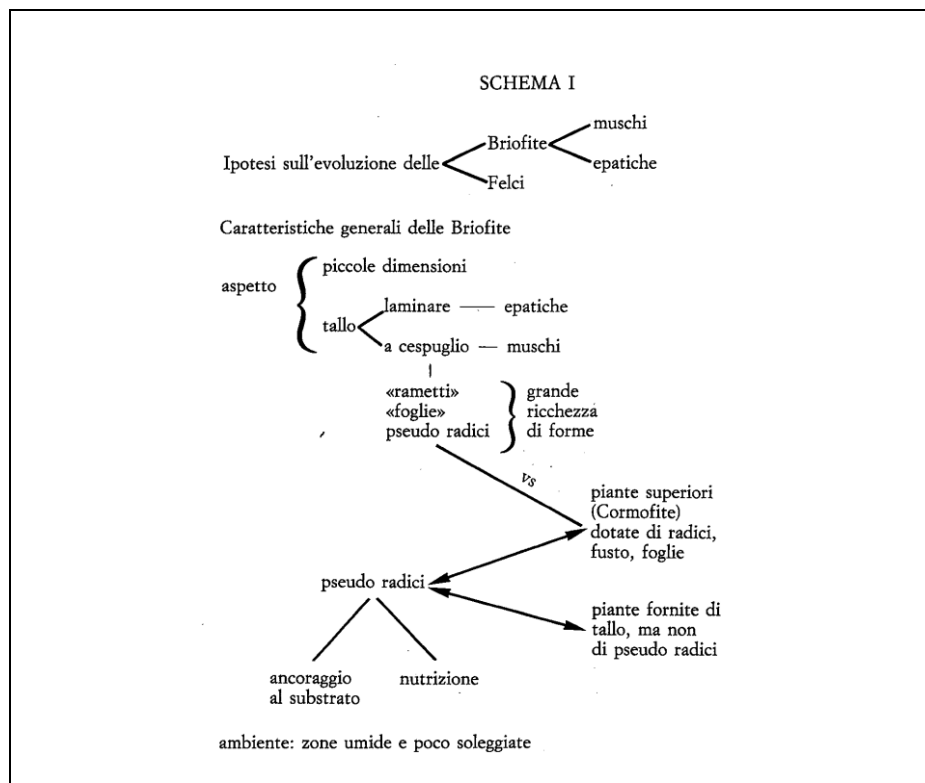 SCHEMA I
muschi
Briofite
Ipotesi sull'evoluzione delle
epatiche
Felci
Caratteristiche generali delle Briofite
piccole dimensioni
aspetto
laminare — epatiche
tallo
a cespuglio — muschi
«rametti»
«foglie»
pseudo radici
grande
ricchezza
di forme
vs
piante superiori
(Cormofite)
dotate di radici,
fusto, foglie
pseudo radici
piante fornite di
tallo, ma non
di pseudo radici
ancoraggio
al substrato
nutrizione
ambiente: zone umide e poco soleggiate